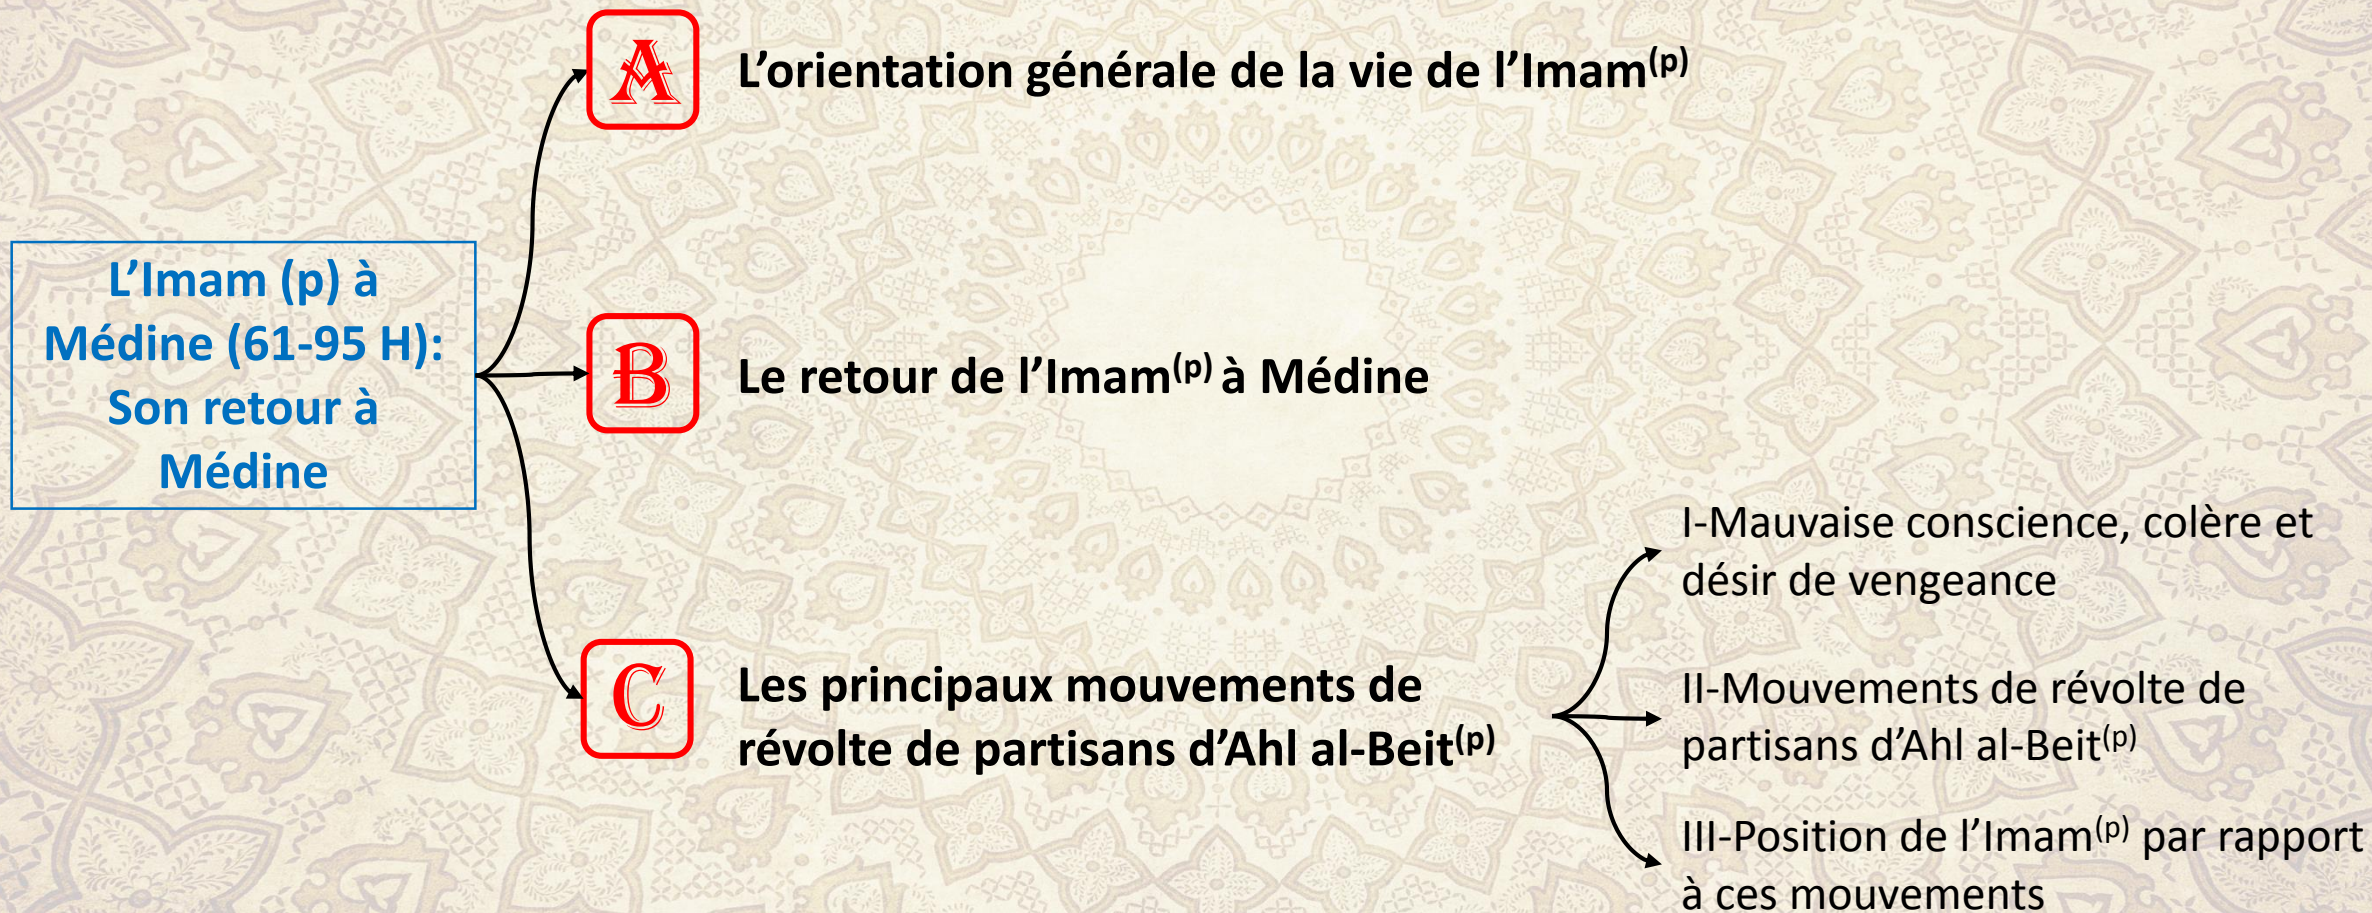 L’Imam (p) à
Médine (61-95 H):
Son retour à
Médine
A
L’orientation générale de la vie de l’Imam(p)
B
Le retour de l’Imam(p) à Médine
C
Les principaux mouvements de
révolte de partisans d’Ahl al-Beit(p)
I-Mauvaise conscience, colère et
désir de vengeance
II-Mouvements de révolte de
partisans d’Ahl al-Beit(p)
III-Position de l’Imam(p) par rapport
à ces mouvements